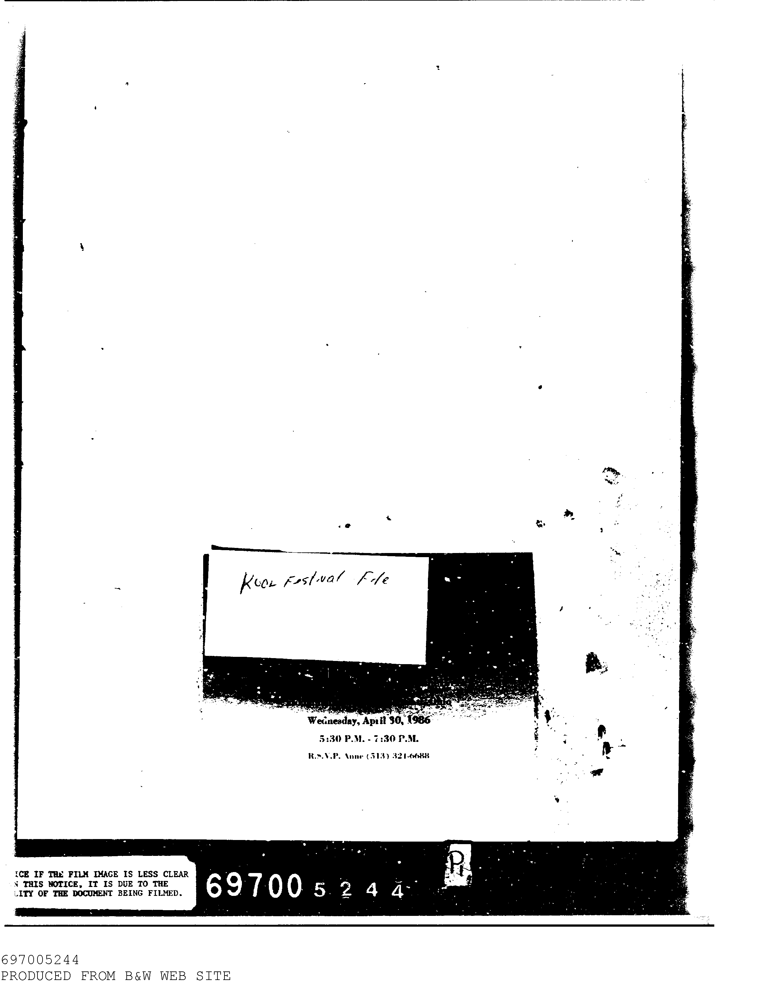 KOOL Festival File
Wednesday, April 30, 1986
5:30 P.M. - 7:30 P.M.
R.S.V.P. Anne (513) 321-6688
P1
ICE IF THE FILM IMAGE IS LESS CLEAR
N THIS NOTICE, IT IS DUE TO THE
LITY OF THE DOCUMENT BEING FILMED.
69700 5 2 4 4
697005244
PRODUCED FROM B&W WEB SITE